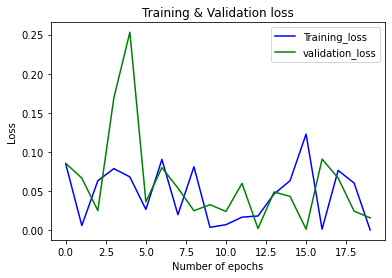 Training & Validation loss
Training_loss
validation_loss
Loss
0.25
0.20
0.15
0.10
0.05
0.00
0.0 2.5 5.0 7.5 10.0 12.5 15.0 17.5
Number of epochs